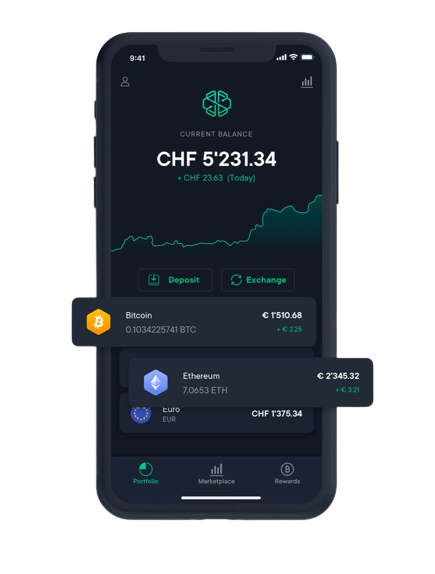 9:41
CURRENT BALANCE
CHF 5'231.34
+ CHF 23.63 (Today)
Deposit
Exchange
Bitcoin € 1'510.68
0.1034225741 BTC + € 2.25
Ethereum € 2'345.32
7.0653 ETH + € 3.21
Euro CHF 1'375.34
EUR
Portfolio Marketplace Rewards